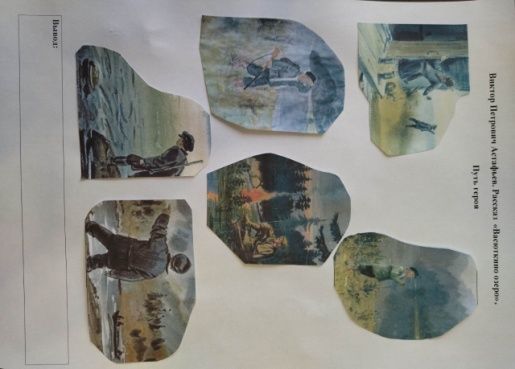 Виктор Петрович Астафьев. Рассказ «Васюткино озеро».
Путь героя
Вывод: